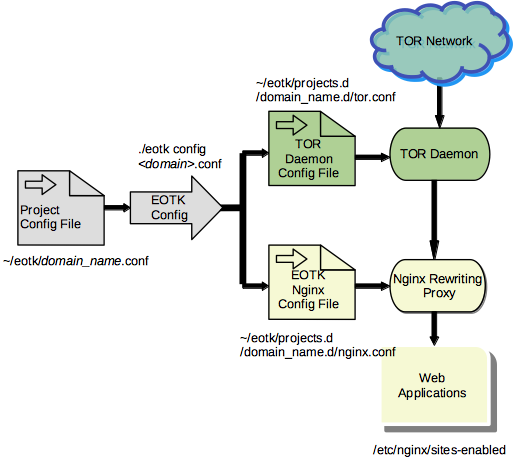 TOR Network
~/eotk/projects.d
/domain_name.d/tor.conf
./eotk config
<domain>.conf
TOR
Daemon
Config File
TOR Daemon
Project
Config File
EOTK
Config
~/eotk/domain_name.conf
EOTK
Nginx
Config File
Nginx Rewriting
Proxy
~/eotk/projects.d
/domain_name.d/nginx.conf
Web
Applications
/etc/nginx/sites-enabled